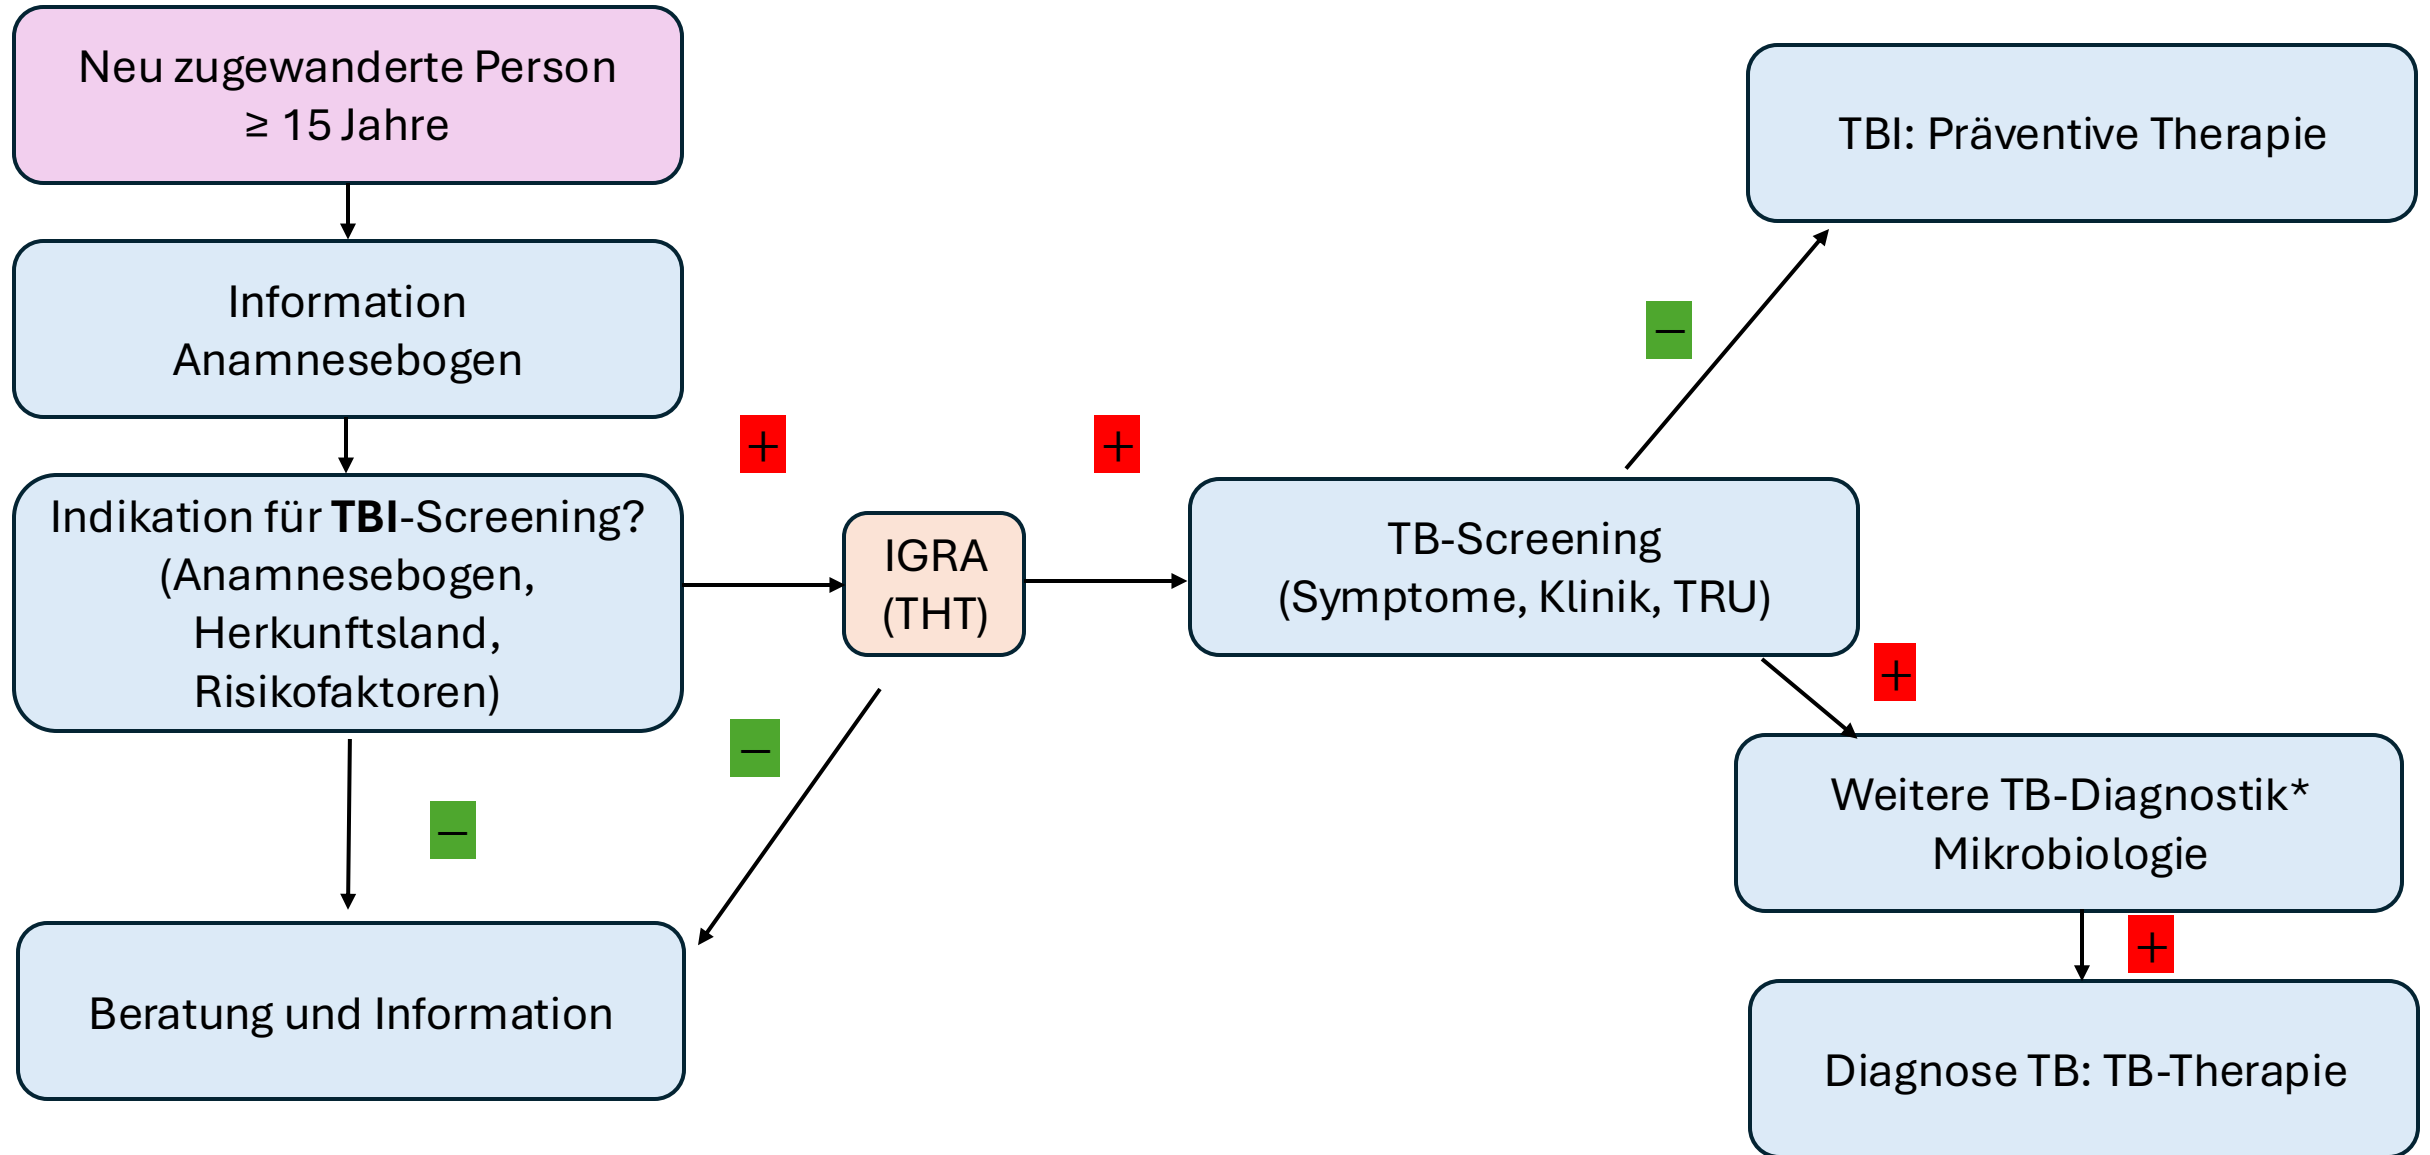 Neu zugewanderte Person
≥ 15 Jahre
Information
Anamnesebogen
Indikation für TBI-Screening?
(Anamnesebogen,
Herkunftsland,
Risikofaktoren)
+
–
Beratung und Information
IGRA
(THT)
+
–
TB-Screening
(Symptome, Klinik, TRU)
–
TBI: Präventive Therapie
+
Weitere TB-Diagnostik*
Mikrobiologie
+
Diagnose TB: TB-Therapie